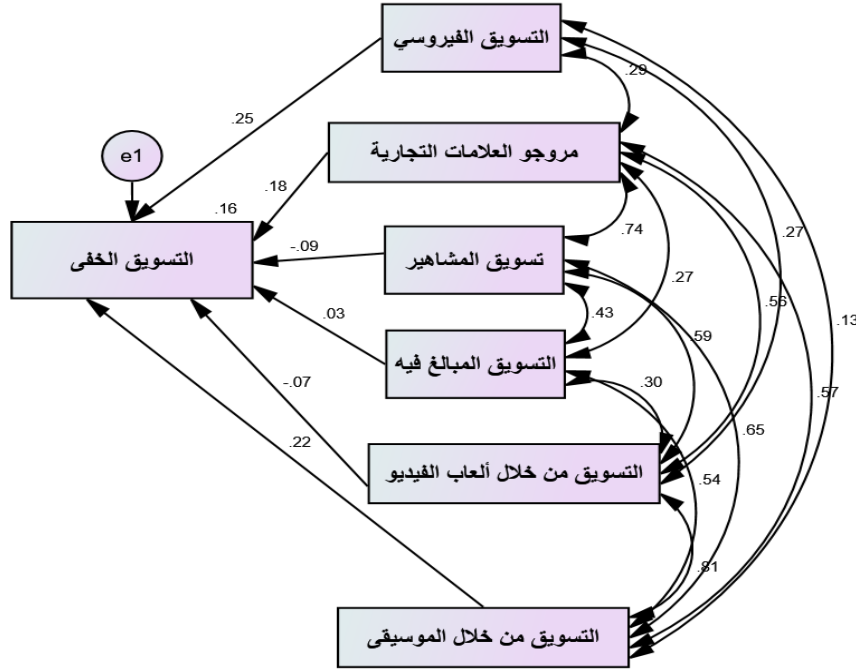 التسويق الفيروسي
.29
.25
مروجو العلامات التجارية
e1
.18
.16
.74
.27
التسويق الخفى
-.09
تسويق المشاهير
.27
.56
.13
.03
.43
.59
التسويق المبالغ فيه
.30
-.07
.57
.65
.22
التسويق من خلال ألعاب الفيديو
.54
.81
التسويق من خلال الموسيقى